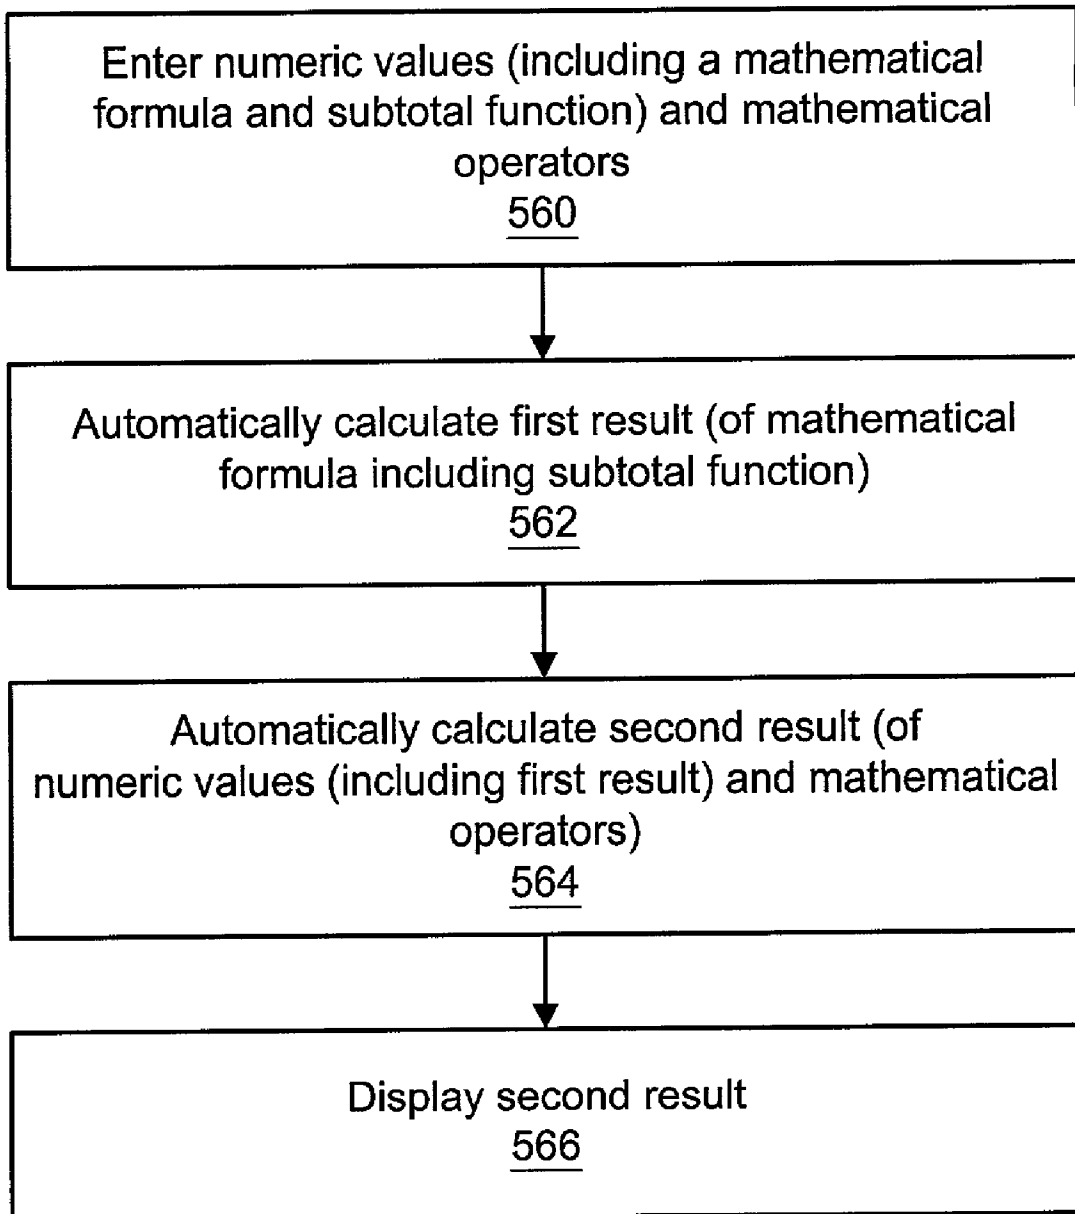 Enter numeric values (including a mathematical
formula and subtotal function) and mathematical
operators
560
Automatically calculate first result (of mathematical
formula including subtotal function)
562
Automatically calculate second result (of
numeric values (including first result) and mathematical
operators)
564
Display second result
566